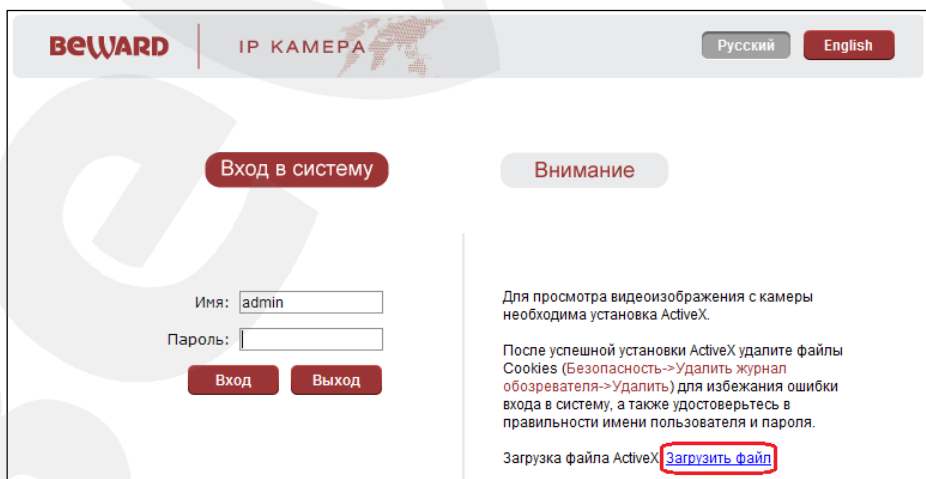 BEWARD
IP КАМЕРА
Русский
English
Вход в систему
Внимание
Имя: admin
Пароль:
Вход
Выход
Для просмотра видеоизображения с камеры
необходима установка ActiveX.
После успешной установки ActiveX удалите файлы
Cookies (Безопасность->Удалить журнал
обозревателя->Удалить) для избежания ошибки
входа в систему, а также удостоверьтесь в
правильности имени пользователя и пароля.
Загрузка файла ActiveX Загрузить файл